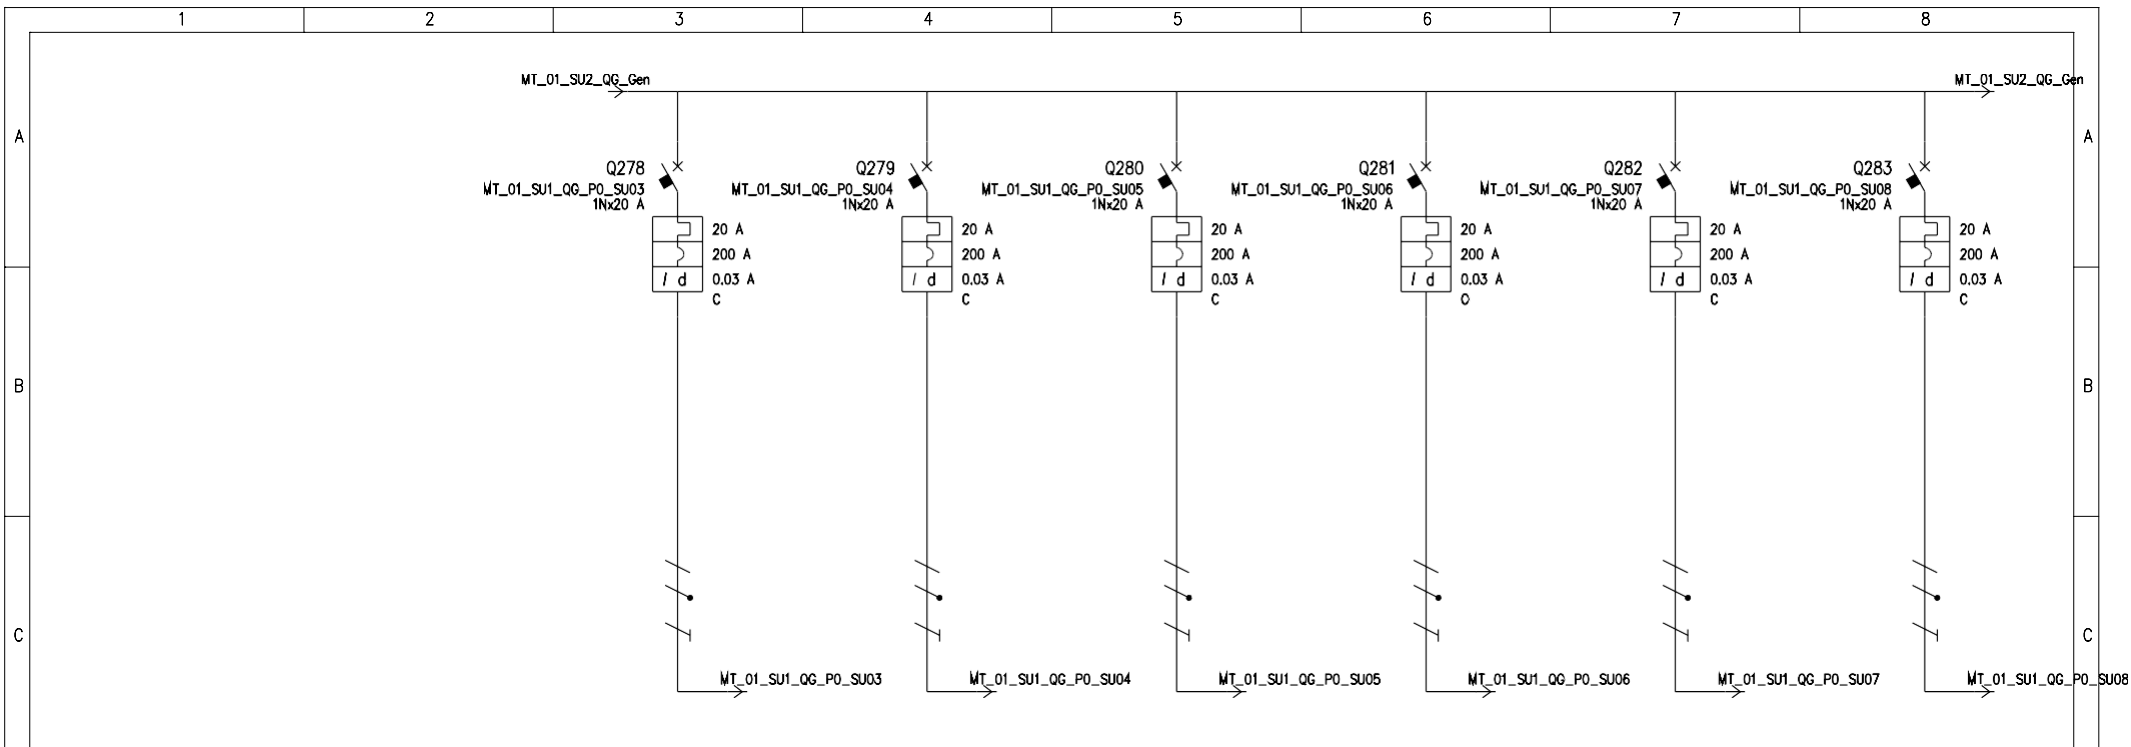 1 2 3 4 5 6 7 8
MT_01_SU2_QG_Gen MT_01_SU2_QG_Gen
A A
Q278 Q279 Q280 Q281 Q282 Q283
MT_01_SU1_QG_P0_SU03 MT_01_SU1_QG_P0_SU04 MT_01_SU1_QG_P0_SU05 MT_01_SU1_QG_P0_SU06 MT_01_SU1_QG_P0_SU07 MT_01_SU1_QG_P0_SU08
1Nx20 A 1Nx20 A 1Nx20 A 1Nx20 A 1Nx20 A 1Nx20 A
20 A 20 A 20 A 20 A 20 A 20 A
200 A 200 A 200 A 200 A 200 A 200 A
I d 0.03 A I d 0.03 A I d 0.03 A I d 0.03 A I d 0.03 A I d 0.03 A
C C C C C C
B B
C C
MT_01_SU1_QG_P0_SU03 MT_01_SU1_QG_P0_SU04 MT_01_SU1_QG_P0_SU05 MT_01_SU1_QG_P0_SU06 MT_01_SU1_QG_P0_SU07 MT_01_SU1_QG_P0_SU08